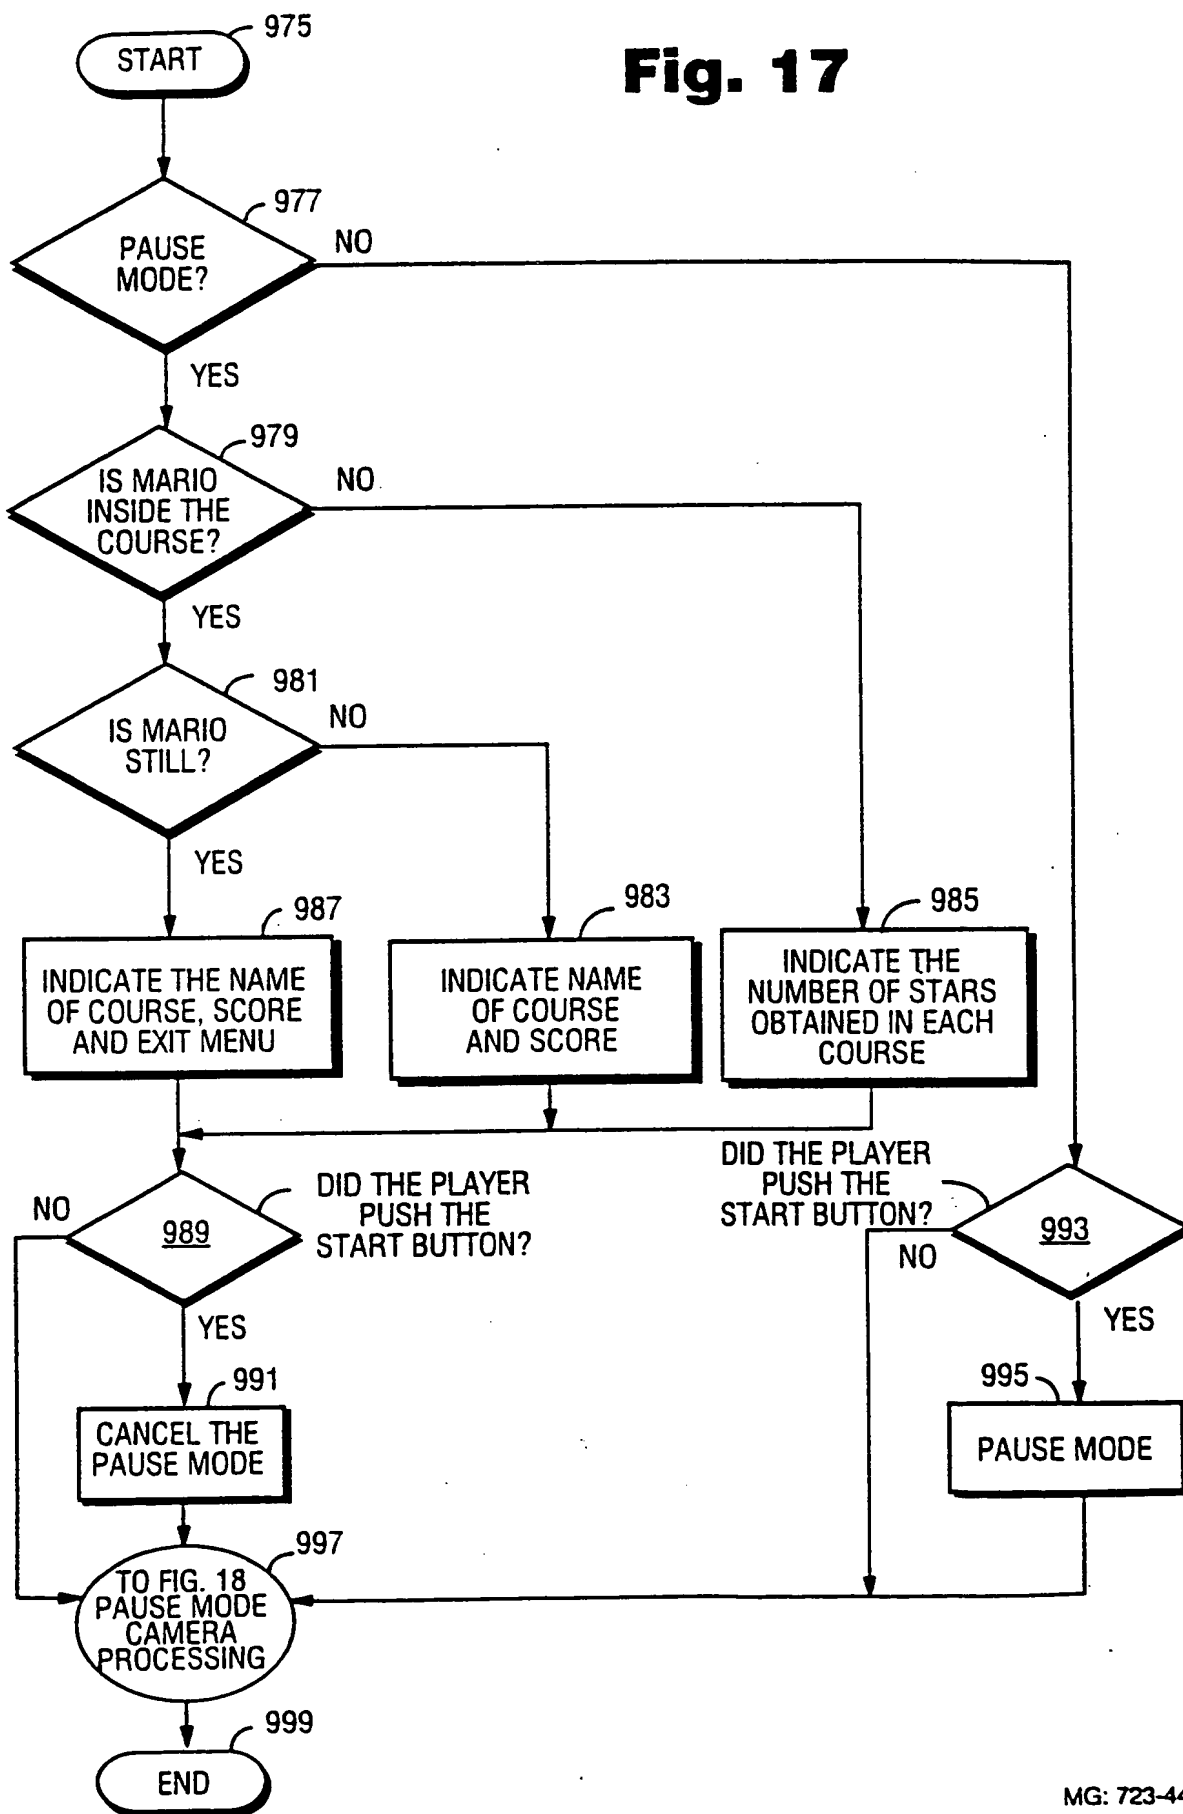 975
START
Fig. 17
977
PAUSE
MODE?
NO
YES
979
IS MARIO
INSIDE THE
COURSE?
NO
YES
981
IS MARIO
STILL?
NO
YES
987
INDICATE THE NAME
OF COURSE, SCORE
AND EXIT MENU
983
INDICATE NAME
OF COURSE
AND SCORE
985
INDICATE THE
NUMBER OF STARS
OBTAINED IN EACH
COURSE
NO
989
DID THE PLAYER
PUSH THE
START BUTTON?
YES
DID THE PLAYER
PUSH THE
START BUTTON?
993
NO
YES
991
CANCEL THE
PAUSE MODE
995
PAUSE MODE
997
TO FIG. 18
PAUSE MODE
CAMERA
PROCESSING
999
END
MG: 723-44